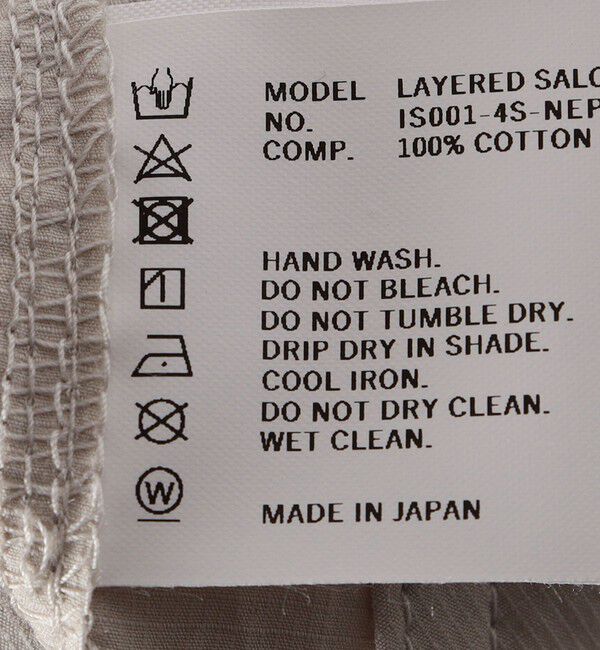 MODEL LAYERED
NO. IS001-4S-NEP
COMP. 100% COTTON
HAND WASH.
DO NOT BLEACH.
DO NOT TUMBLE DRY.
DRIP DRY IN SHADE.
COOL IRON.
DO NOT DRY CLEAN.
WET CLEAN.
W
MADE IN JAPAN